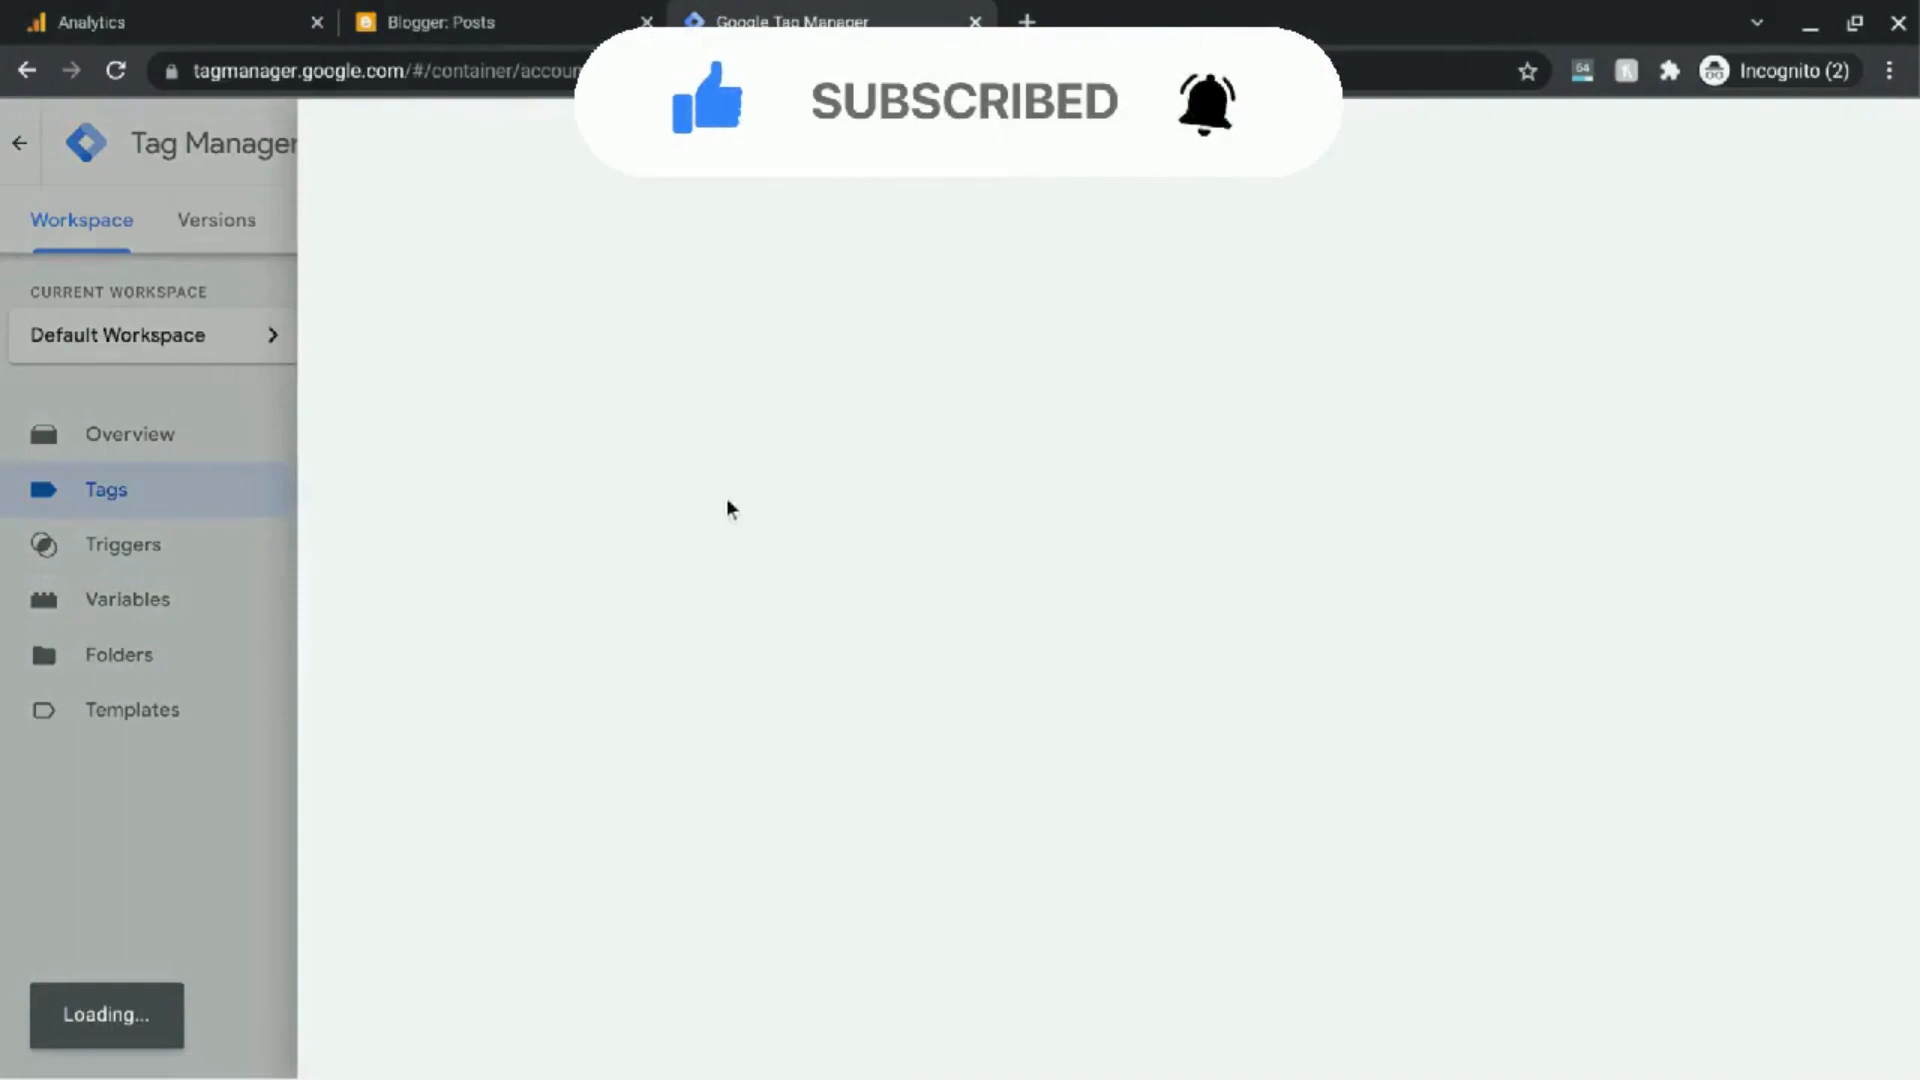 Analytics
Blogger: Posts
Google Tag Manager
tagmanager.google.com/#/container/accoun
64
Incognito (2)
SUBSCRIBED
Tag Manager
Workspace
Versions
CURRENT WORKSPACE
Default Workspace
Overview
Tags
Triggers
Variables
Folders
Templates
Loading...